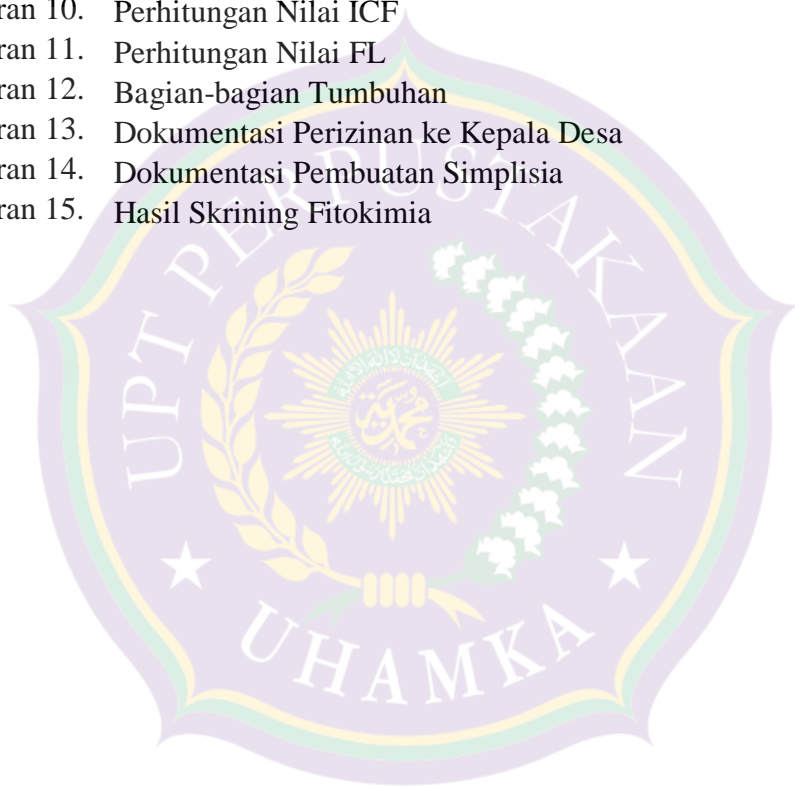 ran 10. Perhitungan Nilai ICF
ran 11. Perhitungan Nilai FL
ran 12. Bagian-bagian Tumbuhan
ran 13. Dokumentasi Perizinan ke Kepala Desa
ran 14. Dokumentasi Pembuatan Simplisia
ran 15. Hasil Skrining Fitokimia
UPT PERPUSTAKAAN
UHAMKA